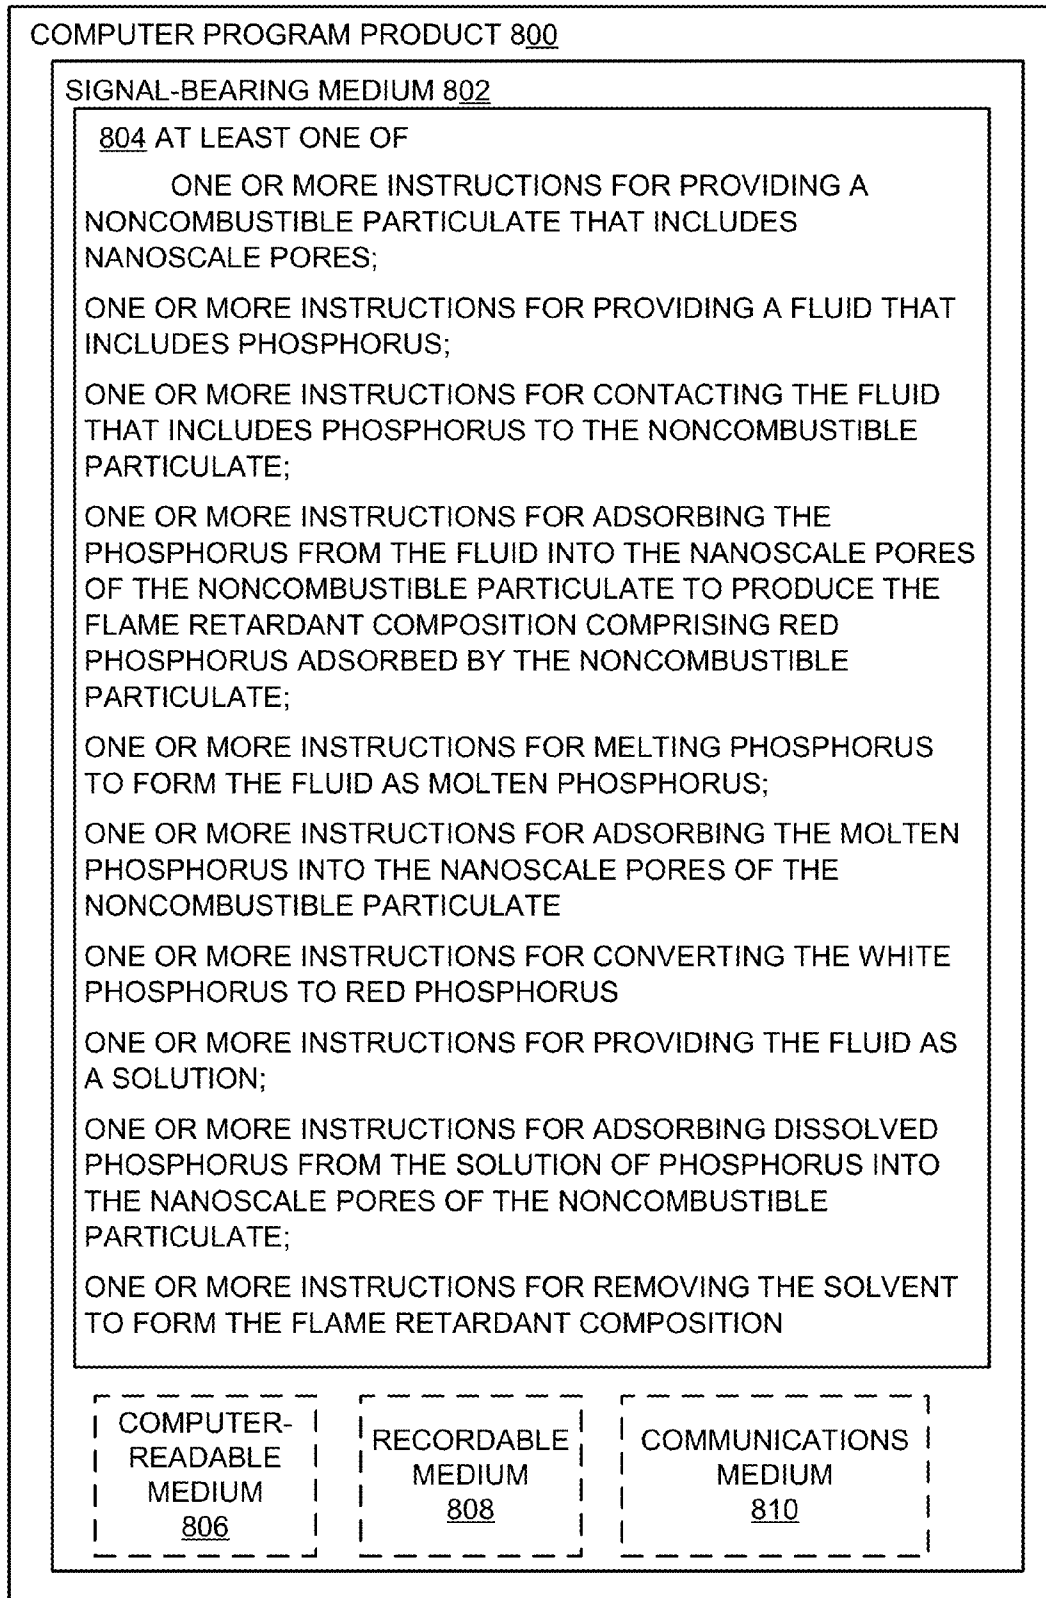 COMPUTER PROGRAM PRODUCT 800
SIGNAL-BEARING MEDIUM 802
804 AT LEAST ONE OF
ONE OR MORE INSTRUCTIONS FOR PROVIDING A
NONCOMBUSTIBLE PARTICULATE THAT INCLUDES
NANOSCALE PORES;
ONE OR MORE INSTRUCTIONS FOR PROVIDING A FLUID THAT
INCLUDES PHOSPHORUS;
ONE OR MORE INSTRUCTIONS FOR CONTACTING THE FLUID
THAT INCLUDES PHOSPHORUS TO THE NONCOMBUSTIBLE
PARTICULATE;
ONE OR MORE INSTRUCTIONS FOR ADSORBING THE
PHOSPHORUS FROM THE FLUID INTO THE NANOSCALE PORES
OF THE NONCOMBUSTIBLE PARTICULATE TO PRODUCE THE
FLAME RETARDANT COMPOSITION COMPRISING RED
PHOSPHORUS ADSORBED BY THE NONCOMBUSTIBLE
PARTICULATE;
ONE OR MORE INSTRUCTIONS FOR MELTING PHOSPHORUS
TO FORM THE FLUID AS MOLTEN PHOSPHORUS;
ONE OR MORE INSTRUCTIONS FOR ADSORBING THE MOLTEN
PHOSPHORUS INTO THE NANOSCALE PORES OF THE
NONCOMBUSTIBLE PARTICULATE
ONE OR MORE INSTRUCTIONS FOR CONVERTING THE WHITE
PHOSPHORUS TO RED PHOSPHORUS
ONE OR MORE INSTRUCTIONS FOR PROVIDING THE FLUID AS
A SOLUTION;
ONE OR MORE INSTRUCTIONS FOR ADSORBING DISSOLVED
PHOSPHORUS FROM THE SOLUTION OF PHOSPHORUS INTO
THE NANOSCALE PORES OF THE NONCOMBUSTIBLE
PARTICULATE;
ONE OR MORE INSTRUCTIONS FOR REMOVING THE SOLVENT
TO FORM THE FLAME RETARDANT COMPOSITION
COMPUTER-
READABLE
MEDIUM
806
RECORDABLE
MEDIUM
808
COMMUNICATIONS
MEDIUM
810